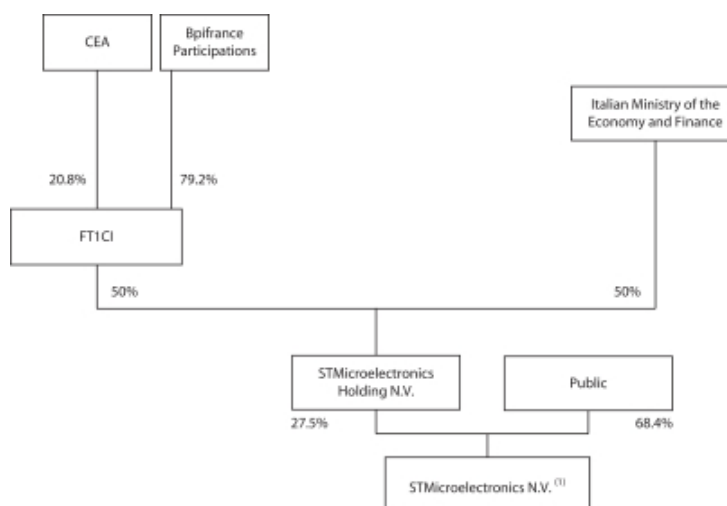 CEA
Bpifrance
Participations
Italian Ministry of the
Economy and Finance
20.8%
79.2%
FT1CI
50%
50%
STMicroelectronics
Holding N.V.
Public
27.5%
68.4%
STMicroelectronics N.V. (1)